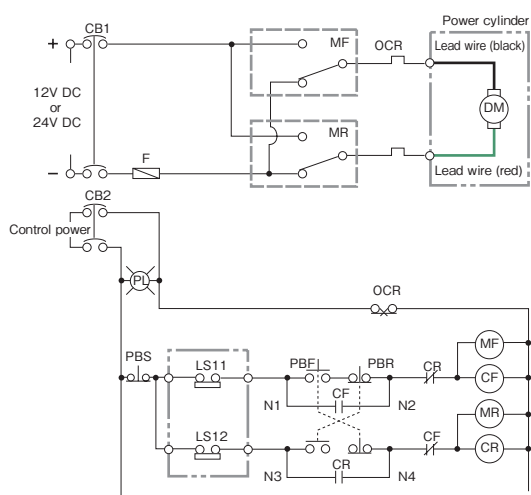 Power cylinder
CB1
+
MF
OCR
Lead wire (black)
12V DC
or
24V DC
DM
MR
−
F
Lead wire (red)
CB2
Control power
PL
OCR
MF
PBS
LS11
PBF
PBR
CR
CF
N1
CF
N2
MR
LS12
CF
CR
N3
CR
N4